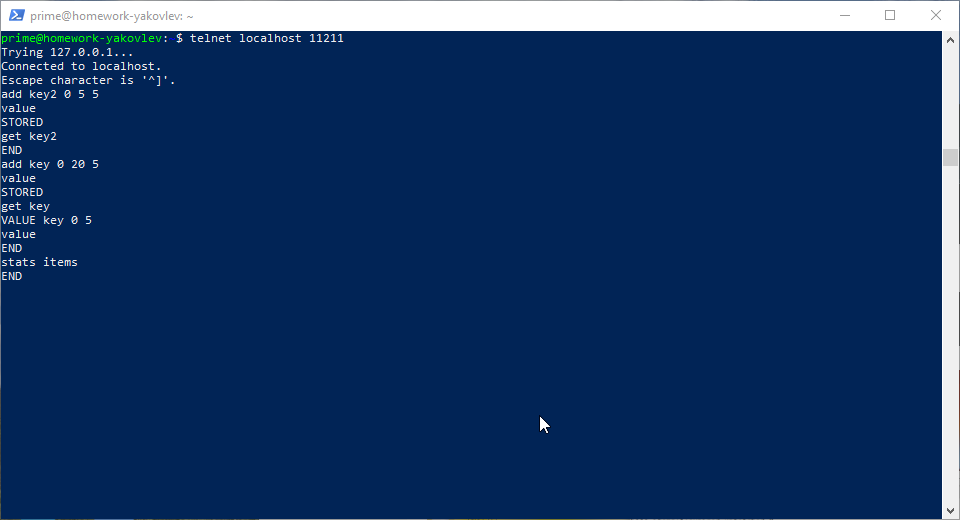 prime@homework-yakovlev: ~
prime@homework-yakovlev: $ telnet localhost 11211
Trying 127.0.0.1...
Connected to localhost.
Escape character is '^]'.
add key2 0 5 5
value
STORED
get key2
END
add key 0 20 5
value
STORED
get key
VALUE key 0 5
value
END
stats items
END